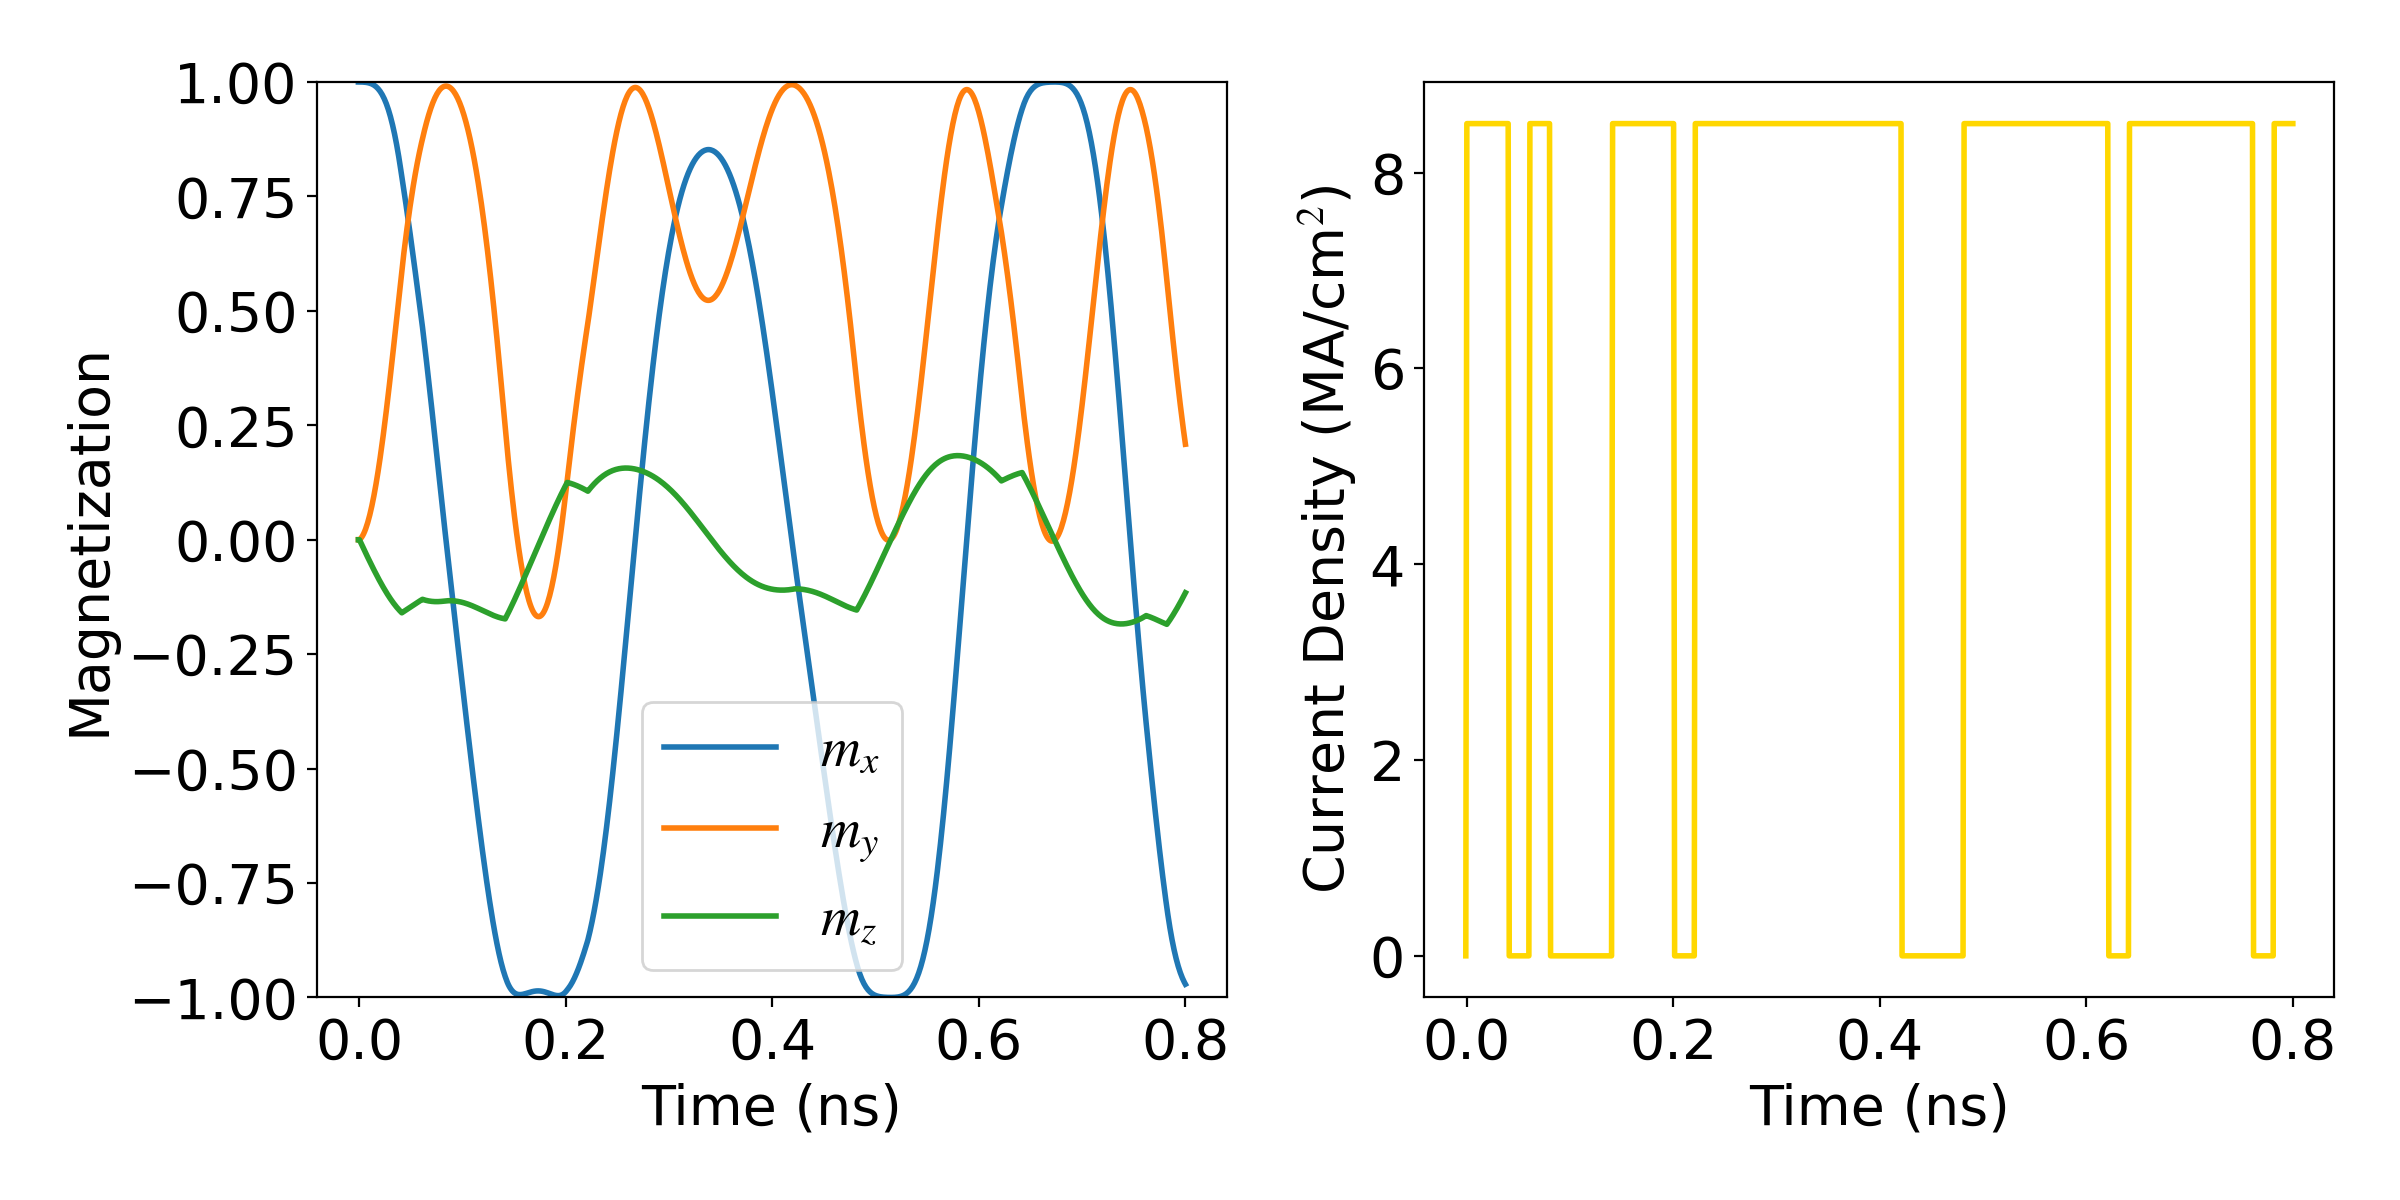 1.00
0.75
0.50
0.25
0.00
−0.25
−0.50
−0.75
−1.00
Magnetization
0.0 0.2 0.4 0.6 0.8
Time (ns)
m_x
m_y
m_z
8
6
4
2
0
Current Density (MA/cm²)
0.0 0.2 0.4 0.6 0.8
Time (ns)